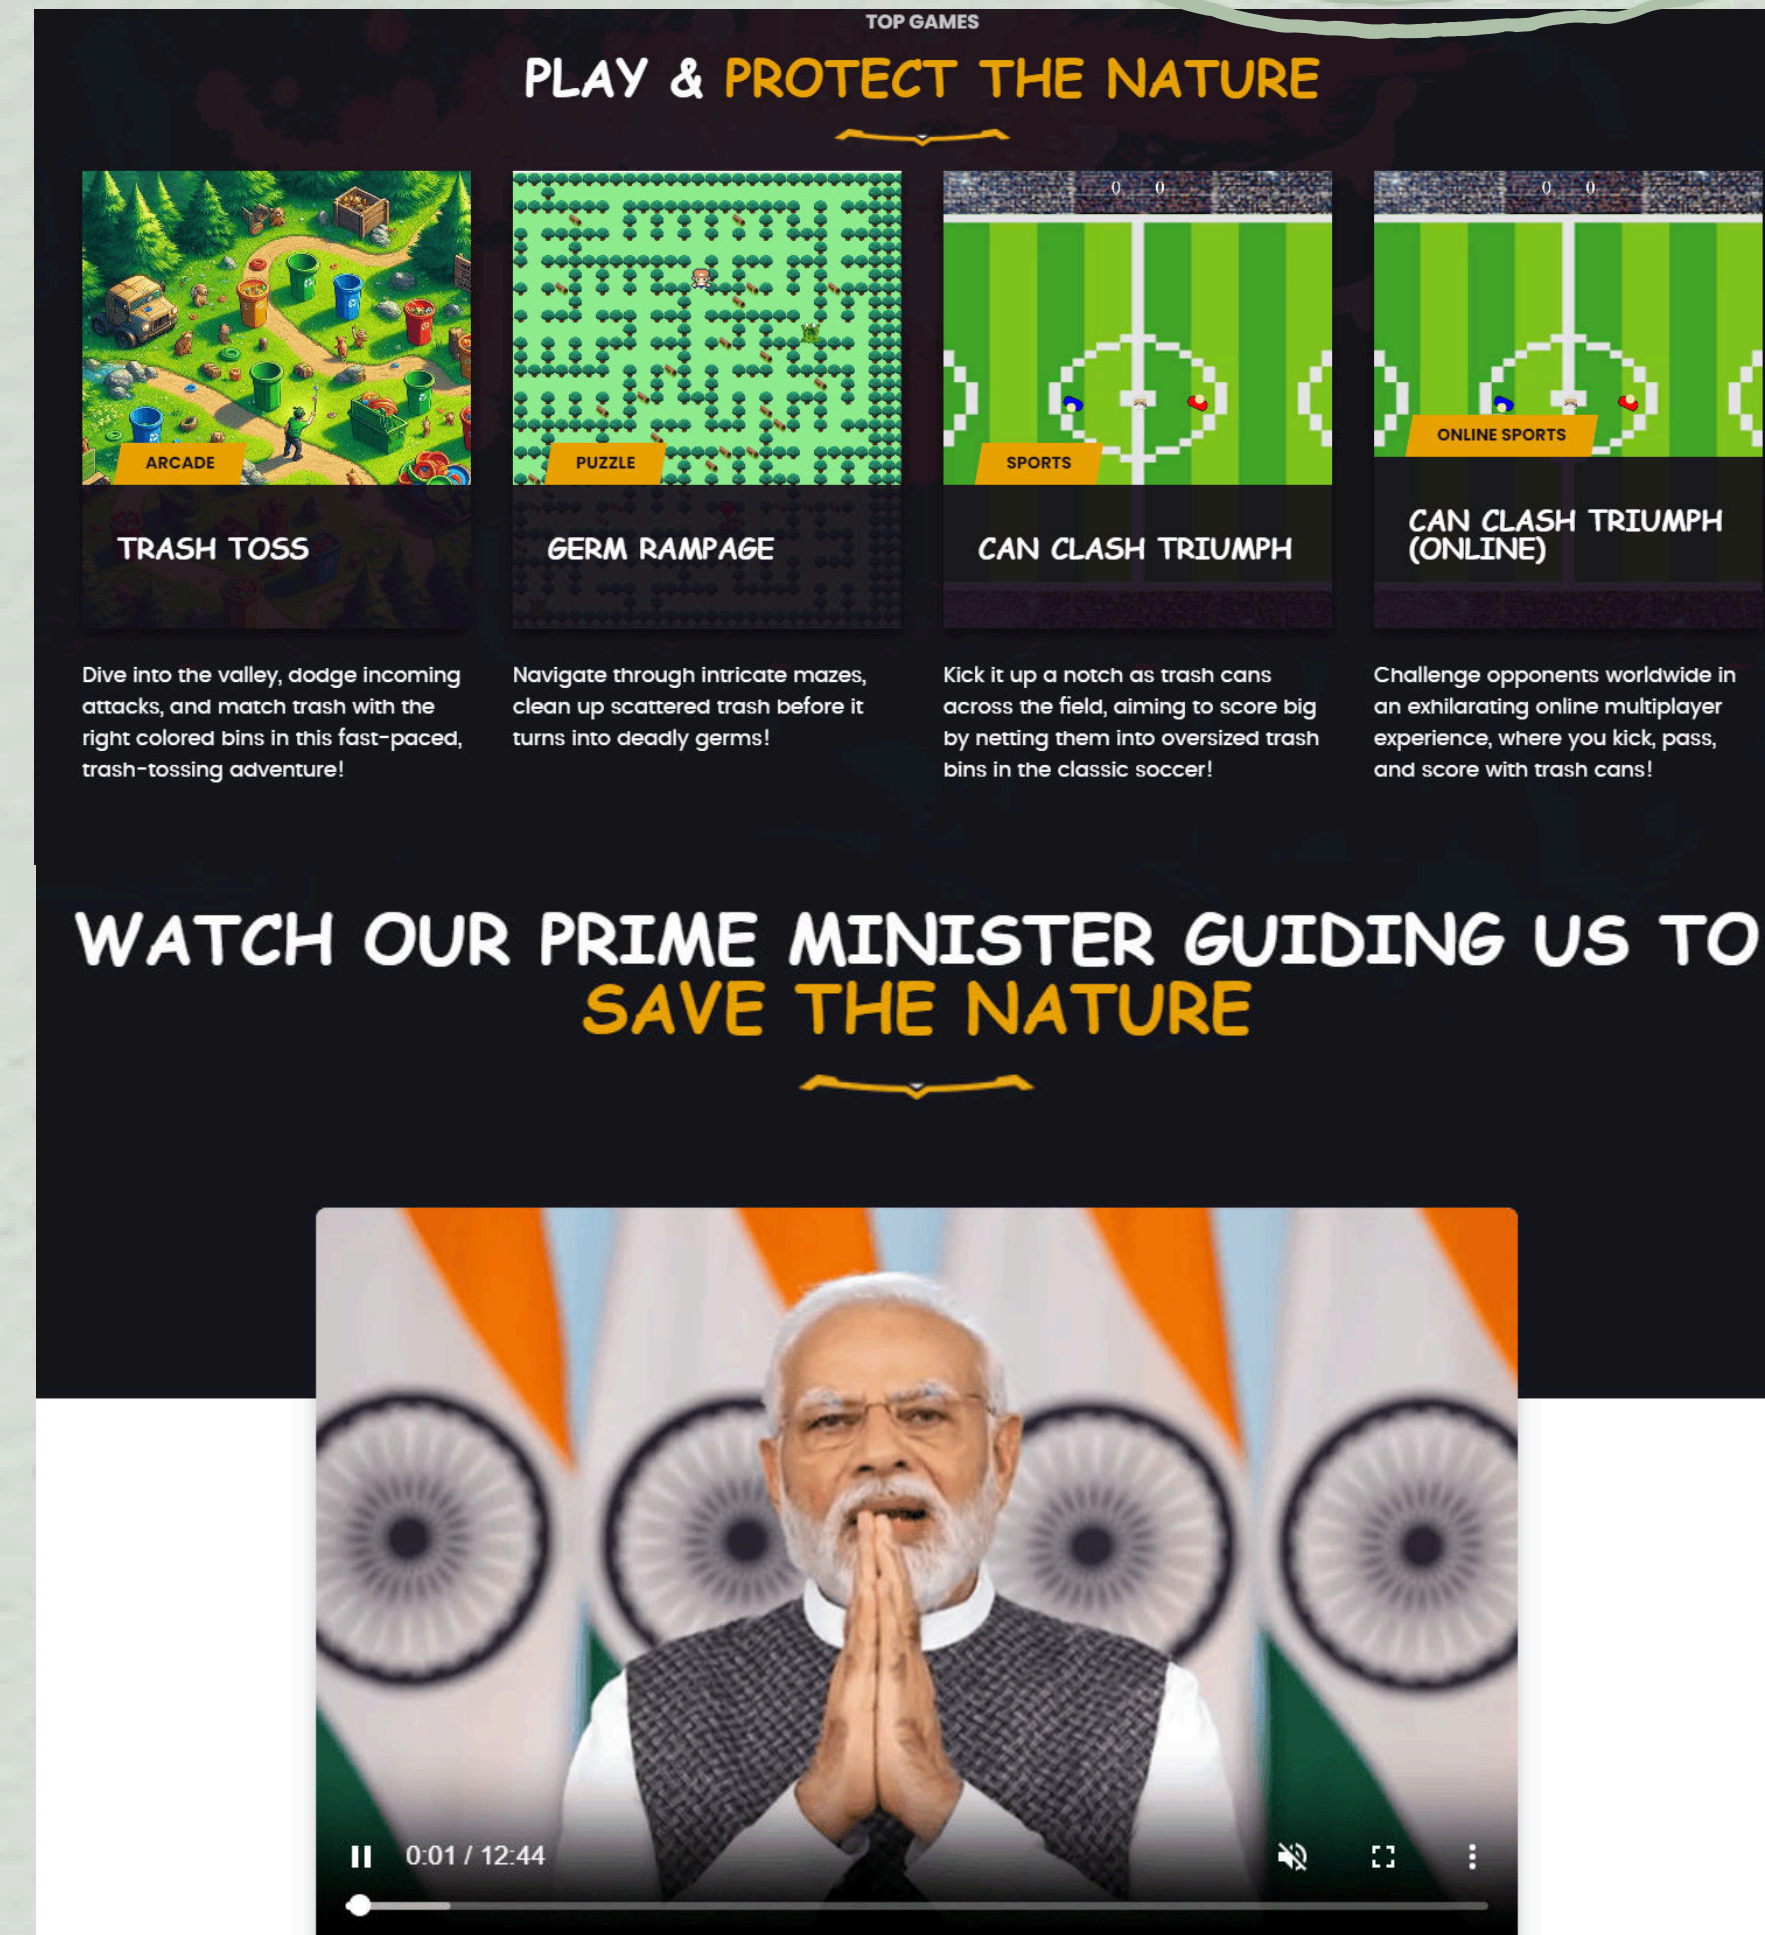 TOP GAMES
PLAY & PROTECT THE NATURE
0 0
0 0
ARCADE
PUZZLE
SPORTS
ONLINE SPORTS
TRASH TOSS
GERM RAMPAGE
CAN CLASH TRIUMPH
CAN CLASH TRIUMPH
(ONLINE)
Dive into the valley, dodge incoming
attacks, and match trash with the
right colored bins in this fast-paced,
trash-tossing adventure!
Navigate through intricate mazes,
clean up scattered trash before it
turns into deadly germs!
Kick it up a notch as trash cans
across the field, aiming to score big
by netting them into oversized trash
bins in the classic soccer!
Challenge opponents worldwide in
an exhilarating online multiplayer
experience, where you kick, pass,
and score with trash cans!
WATCH OUR PRIME MINISTER GUIDING US TO
SAVE THE NATURE
0:01 / 12:44